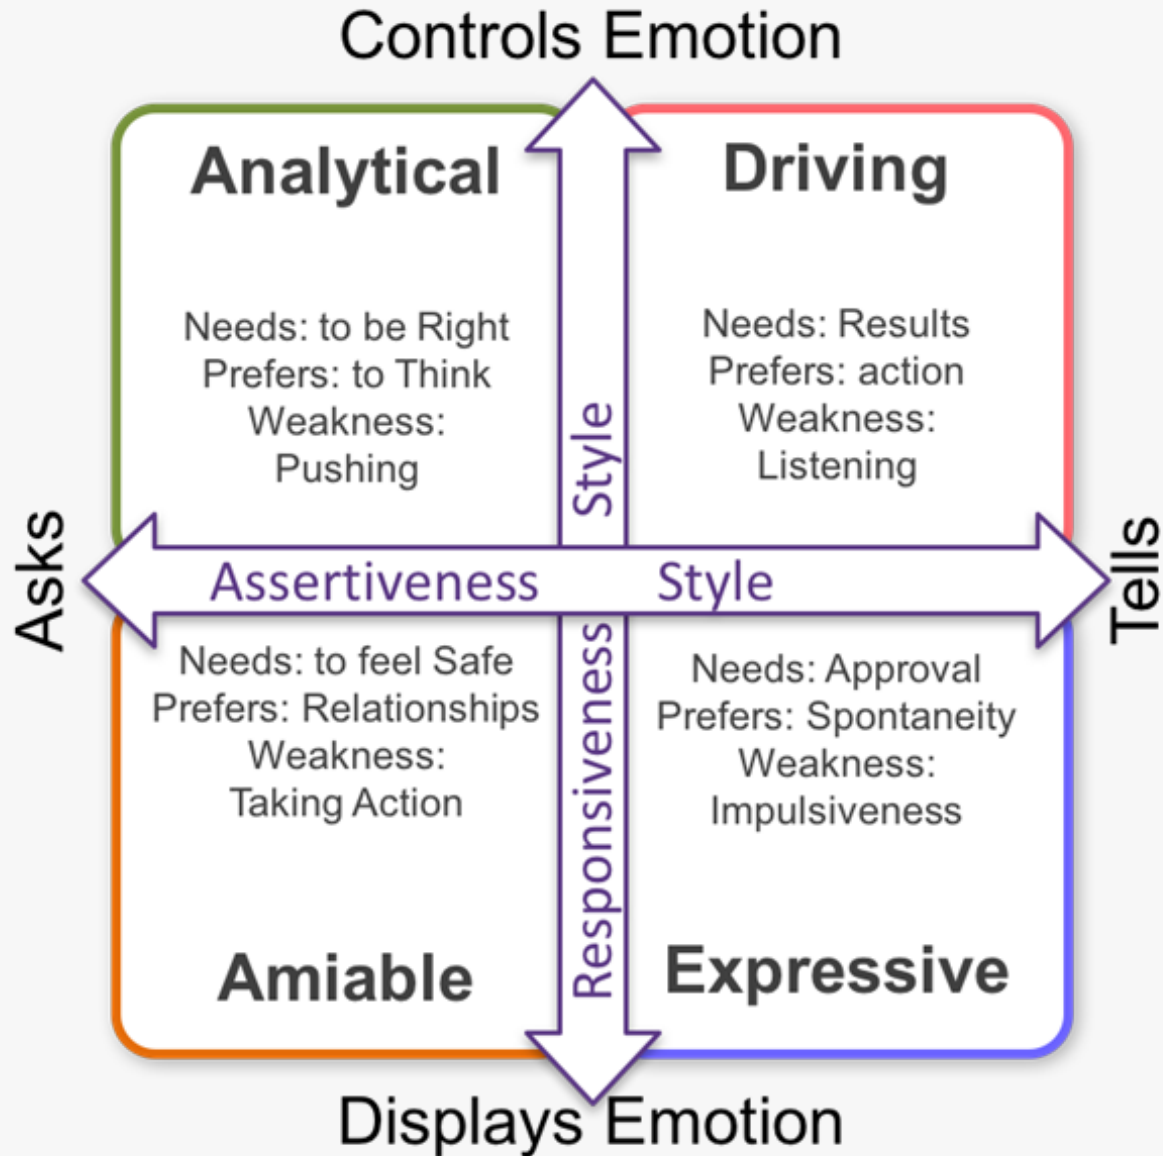 Controls Emotion
Analytical
Needs: to be Right
Prefers: to Think
Weakness:
Pushing
Driving
Needs: Results
Prefers: action
Weakness:
Listening
Asks
Assertiveness Style
Tells
Responsiveness Style
Needs: to feel Safe
Prefers: Relationships
Weakness:
Taking Action
Amiable
Needs: Approval
Prefers: Spontaneity
Weakness:
Impulsiveness
Expressive
Displays Emotion